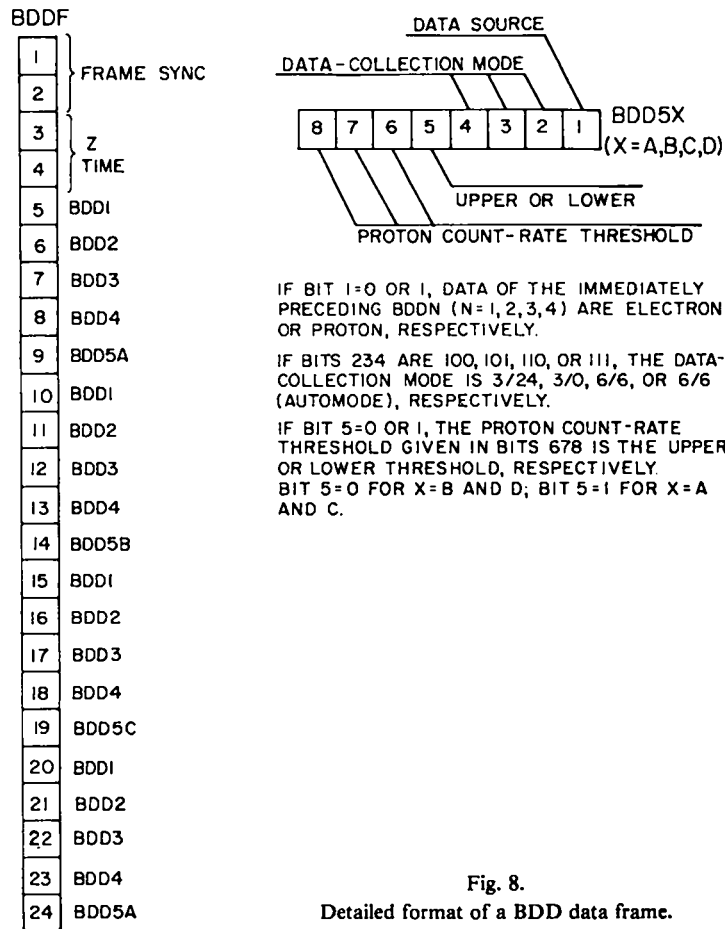 BDDF
1
2
FRAME SYNC
3
4
Z
TIME
5 BDD1
6 BDD2
7 BDD3
8 BDD4
9 BDD5A
10 BDD1
11 BDD2
12 BDD3
13 BDD4
14 BDD5B
15 BDD1
16 BDD2
17 BDD3
18 BDD4
19 BDD5C
20 BDD1
21 BDD2
22 BDD3
23 BDD4
24 BDD5A
DATA SOURCE
DATA-COLLECTION MODE
8 7 6 5 4 3 2 1 BDD5X
(X=A,B,C,D)
UPPER OR LOWER
PROTON COUNT-RATE THRESHOLD
IF BIT 1=0 OR 1, DATA OF THE IMMEDIATELY
PRECEDING BDDN (N=1,2,3,4) ARE ELECTRON
OR PROTON, RESPECTIVELY.
IF BITS 234 ARE 100, 101, 110, OR 111, THE DATA-
COLLECTION MODE IS 3/24, 3/0, 6/6, OR 6/6
(AUTOMODE), RESPECTIVELY.
IF BIT 5=0 OR 1, THE PROTON COUNT-RATE
THRESHOLD GIVEN IN BITS 678 IS THE UPPER
OR LOWER THRESHOLD, RESPECTIVELY.
BIT 5=0 FOR X=B AND D; BIT 5=1 FOR X=A
AND C.
Fig. 8.
Detailed format of a BDD data frame.